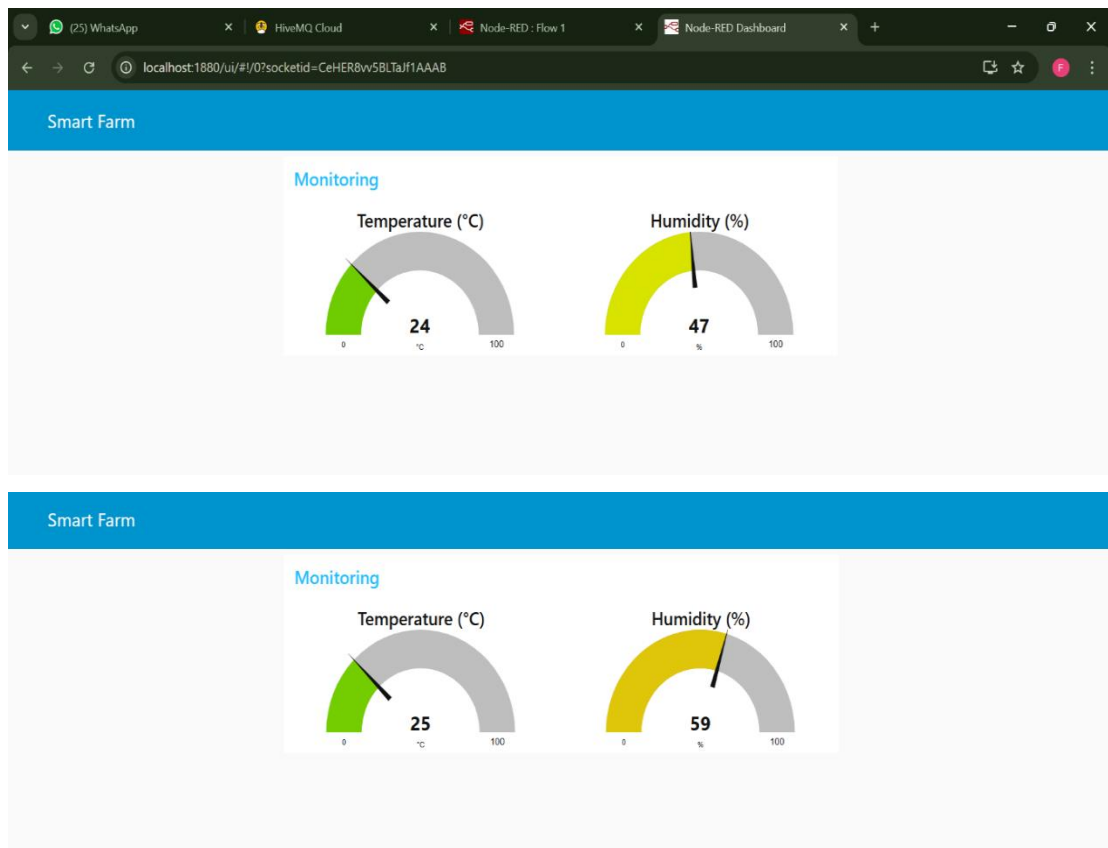 (25) WhatsApp
HiveMQ Cloud
Node-RED : Flow 1
Node-RED Dashboard
localhost:1880/ui/#!/0?socketid=CeHER8vv5BLTaJf1AAAB
F
Smart Farm
Monitoring
Temperature (°C)
Humidity (%)
24
47
0
°C
100
0
%
100
Smart Farm
Monitoring
Temperature (°C)
Humidity (%)
25
59
0
°C
100
0
%
100